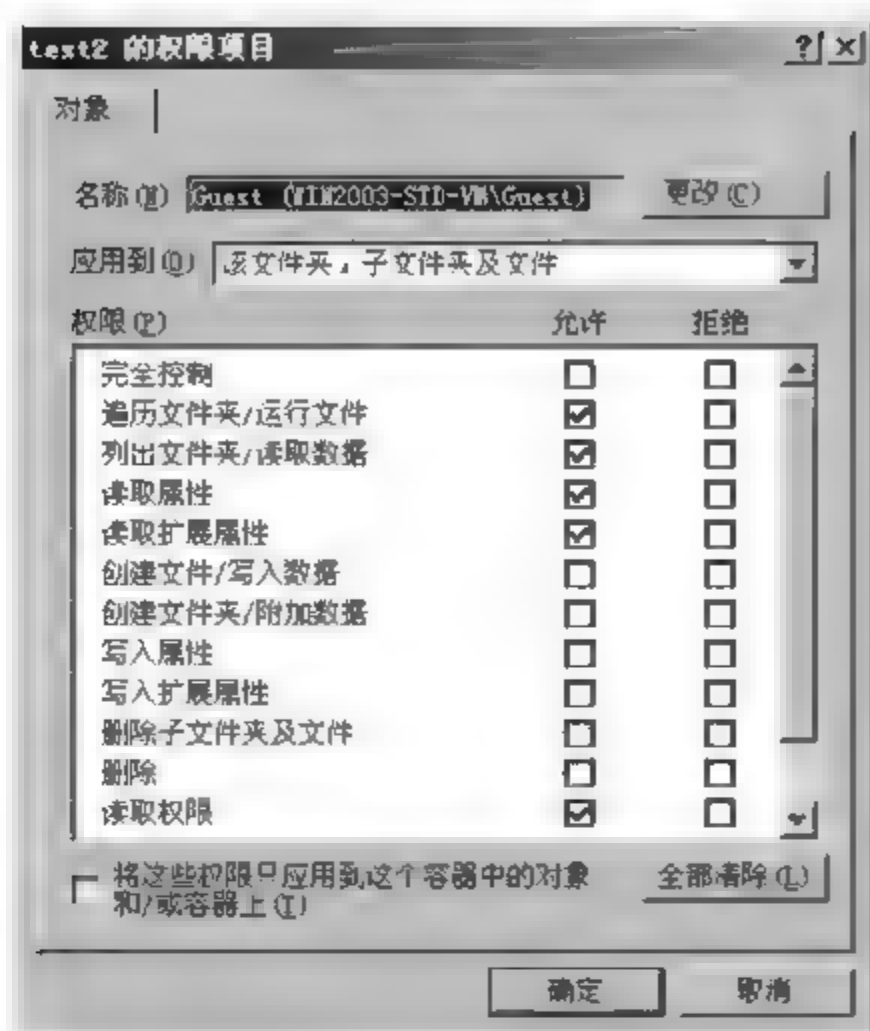 test2 的权限项目
对象
名称(N) Guest (WIN2003-STD-VM\Guest) 更改(C)
应用到(O) 该文件夹，子文件夹及文件
权限(P) 允许 拒绝
完全控制
遍历文件夹/运行文件
列出文件夹/读取数据
读取属性
读取扩展属性
创建文件/写入数据
创建文件夹/附加数据
写入属性
写入扩展属性
删除子文件夹及文件
删除
读取权限
将这些权限只应用到这个容器中的对象 全部清除(L)
和/或容器上(T)
确定 取消